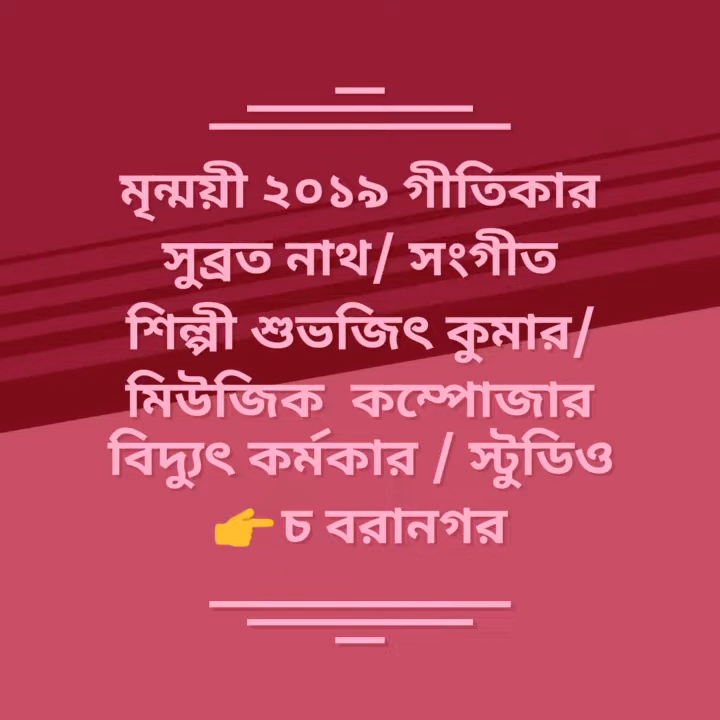 মৃন্ময়ী ২০১৯ গীতিকার
সুব্রত নাথ/ সংগীত
শিল্পী শুভজিৎ কুমার/
মিউজিক কম্পোজার
বিদ্যুৎ কর্মকার / স্টুডিও
👉চ বরানগর